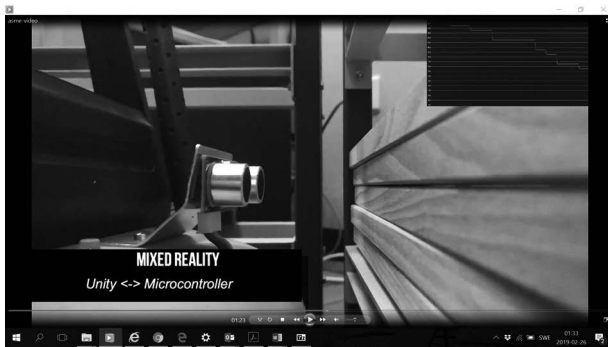 asme-video
MIXED REALITY
Unity <-> Microcontroller
01:23
SWE
01:33
2019-02-26